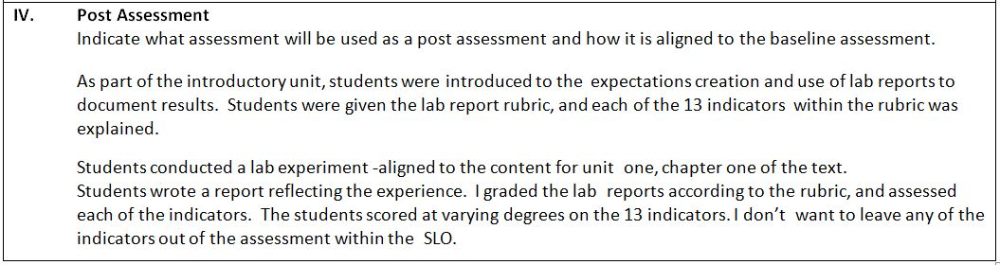 IV. Post Assessment
Indicate what assessment will be used as a post assessment and how it is aligned to the baseline assessment.
As part of the introductory unit, students were introduced to the expectations creation and use of lab reports to
document results. Students were given the lab report rubric, and each of the 13 indicators within the rubric was
explained.
Students conducted a lab experiment -aligned to the content for unit one, chapter one of the text.
Students wrote a report reflecting the experience. I graded the lab reports according to the rubric, and assessed
each of the indicators. The students scored at varying degrees on the 13 indicators. I don’t want to leave any of the
indicators out of the assessment within the SLO.